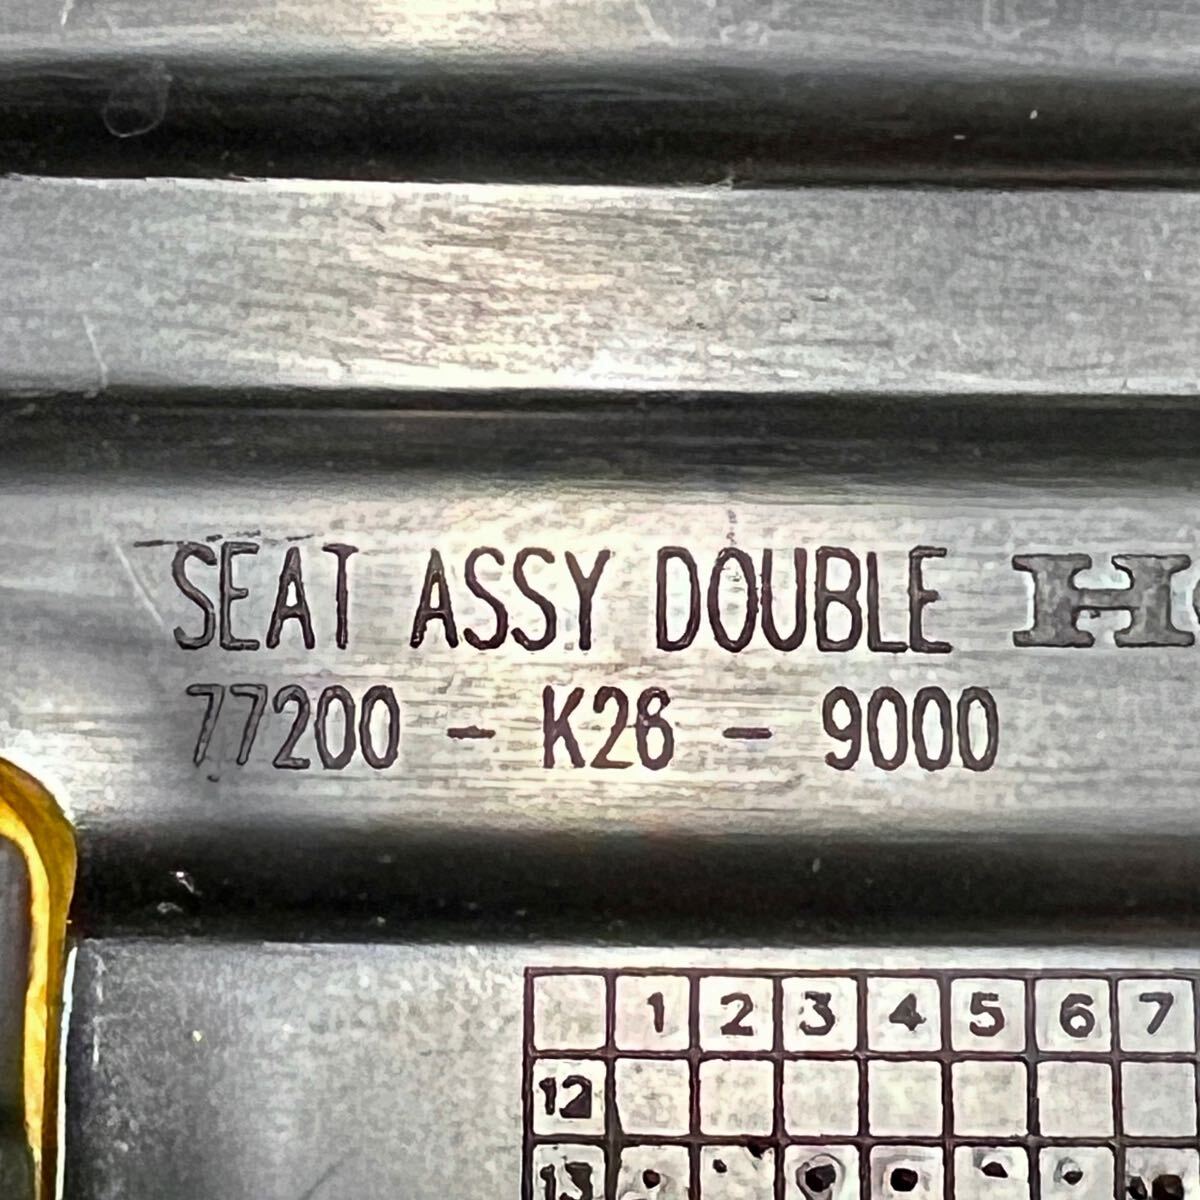 SEAT ASSY DOUBLE H
77200 - K26 - 9000
1 2 3 4 5 6 7
12
13